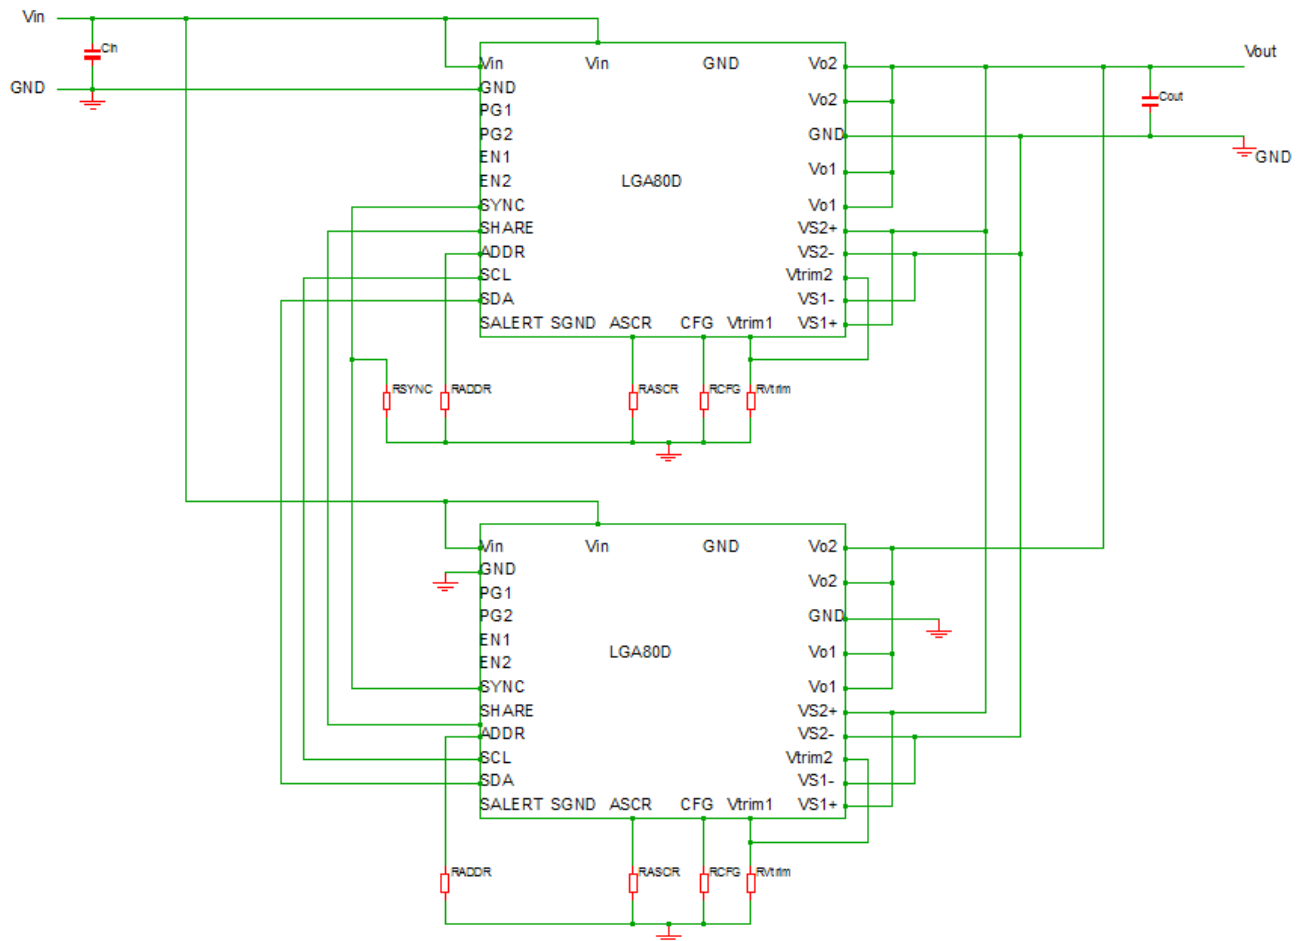 Vin
Cin
GND
Vin Vin GND Vo2
GND
PG1 Vo2
PG2 GND
EN1 Vo1
EN2 LGA80D
SYNC Vo1
SHARE VS2+
ADDR VS2-
SCL Vtrim2
SDA VS1-
SALERT SGND ASCR CFG Vtrim1 VS1+
Vout
Cout
GND
RSYNC RADDR RASCR RCFG RVtrim
Vin Vin GND Vo2
GND
PG1 Vo2
PG2 GND
EN1
EN2 LGA80D Vo1
SYNC Vo1
SHARE VS2+
ADDR VS2-
SCL Vtrim2
SDA VS1-
SALERT SGND ASCR CFG Vtrim1 VS1+
RADDR RASCR RCFG RVtrim